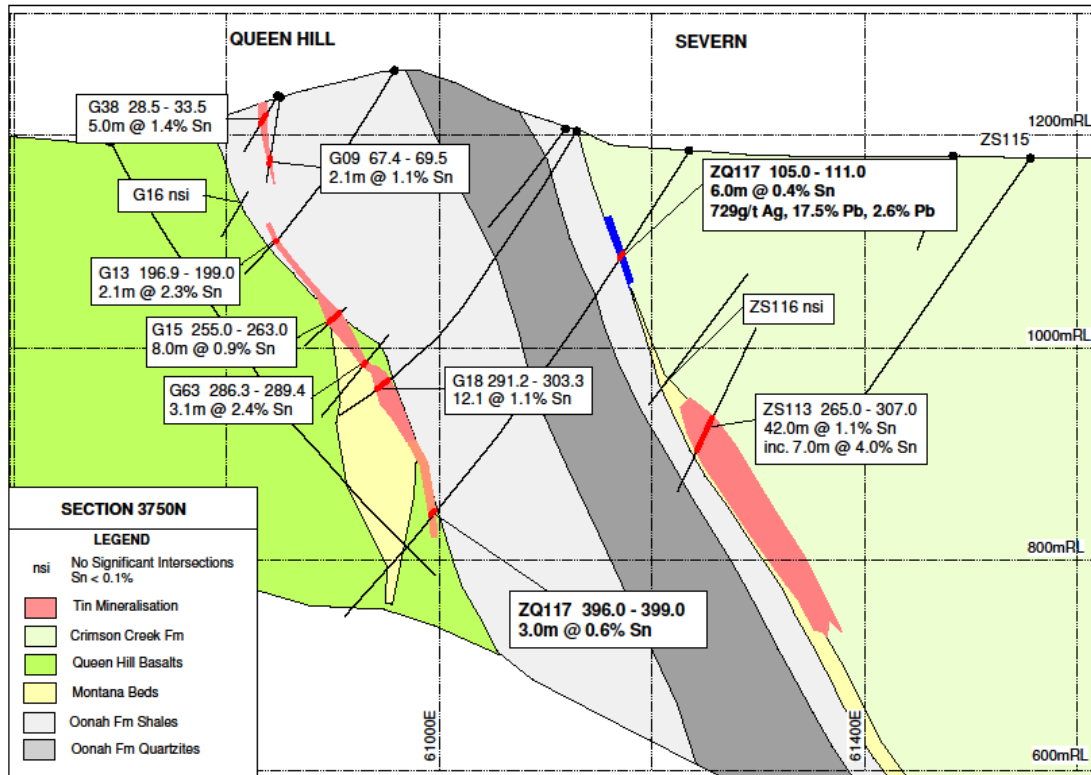 QUEEN HILL
SEVERN
G38 28.5 - 33.5
5.0m @ 1.4% Sn
1200mRL
ZS115
G09 67.4 - 69.5
2.1m @ 1.1% Sn
ZQ117 105.0 - 111.0
6.0m @ 0.4% Sn
729g/t Ag, 17.5% Pb, 2.6% Pb
G16 nsi
G13 196.9 - 199.0
2.1m @ 2.3% Sn
ZS116 nsi
G15 255.0 - 263.0
8.0m @ 0.9% Sn
1000mRL
G63 286.3 - 289.4
3.1m @ 2.4% Sn
G18 291.2 - 303.3
12.1 @ 1.1% Sn
ZS113 265.0 - 307.0
42.0m @ 1.1% Sn
inc. 7.0m @ 4.0% Sn
SECTION 3750N
LEGEND
nsi No Significant Intersections
Sn < 0.1%
Tin Mineralisation
Crimson Creek Fm
Queen Hill Basalts
Montana Beds
Oonah Fm Shales
Oonah Fm Quartzites
800mRL
ZQ117 396.0 - 399.0
3.0m @ 0.6% Sn
61000E
61400E
600mRL